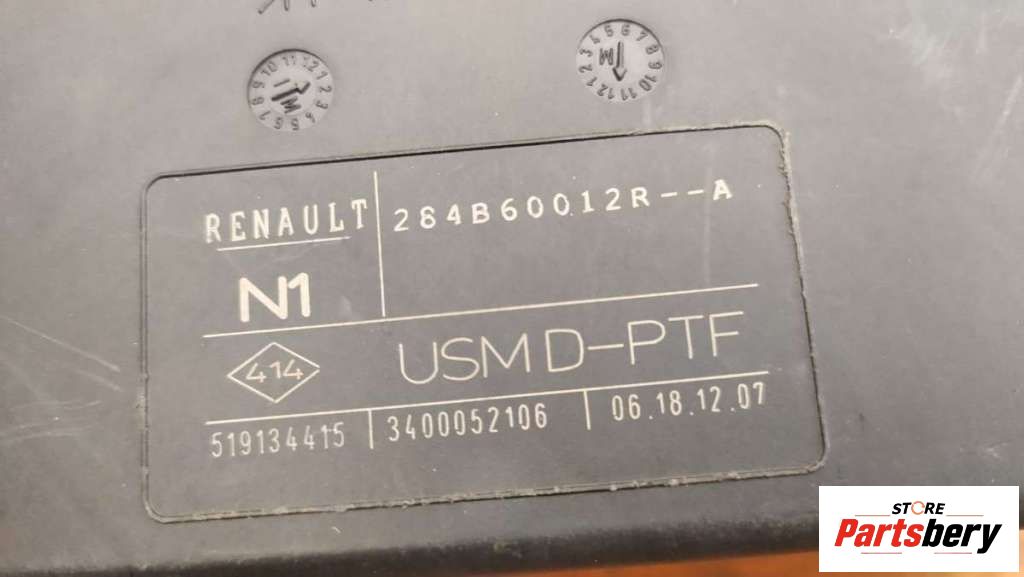 RENAULT
284B60012R--A
N1
414
USM D-PTF
519134415
3400052106
06.18.12.07
STORE
Partsbery